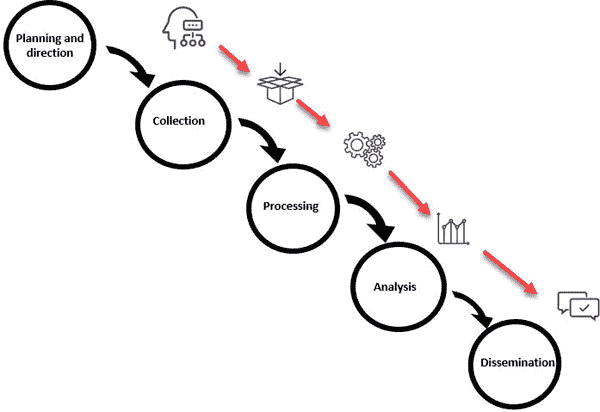 Planning and
direction
Collection
Processing
Analysis
Dissemination